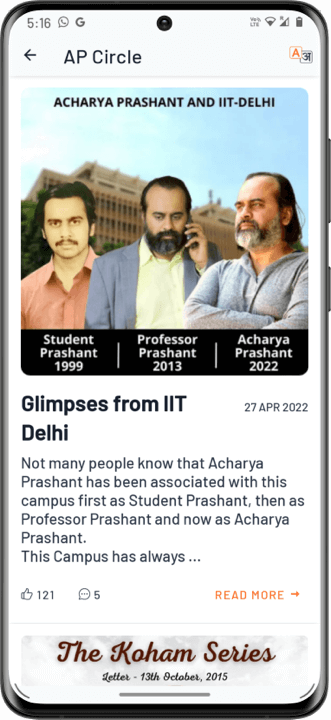 5:16
AP Circle
A अ
ACHARYA PRASHANT AND IIT-DELHI
Student Prashant 1999
Professor Prashant 2013
Acharya Prashant 2022
Glimpses from IIT
Delhi
27 APR 2022
Not many people know that Acharya
Prashant has been associated with this
campus first as Student Prashant, then as
Professor Prashant and now as Acharya
Prashant.
This Campus has always ...
121
5
READ MORE →
The Koham Series
Letter - 13th October, 2015